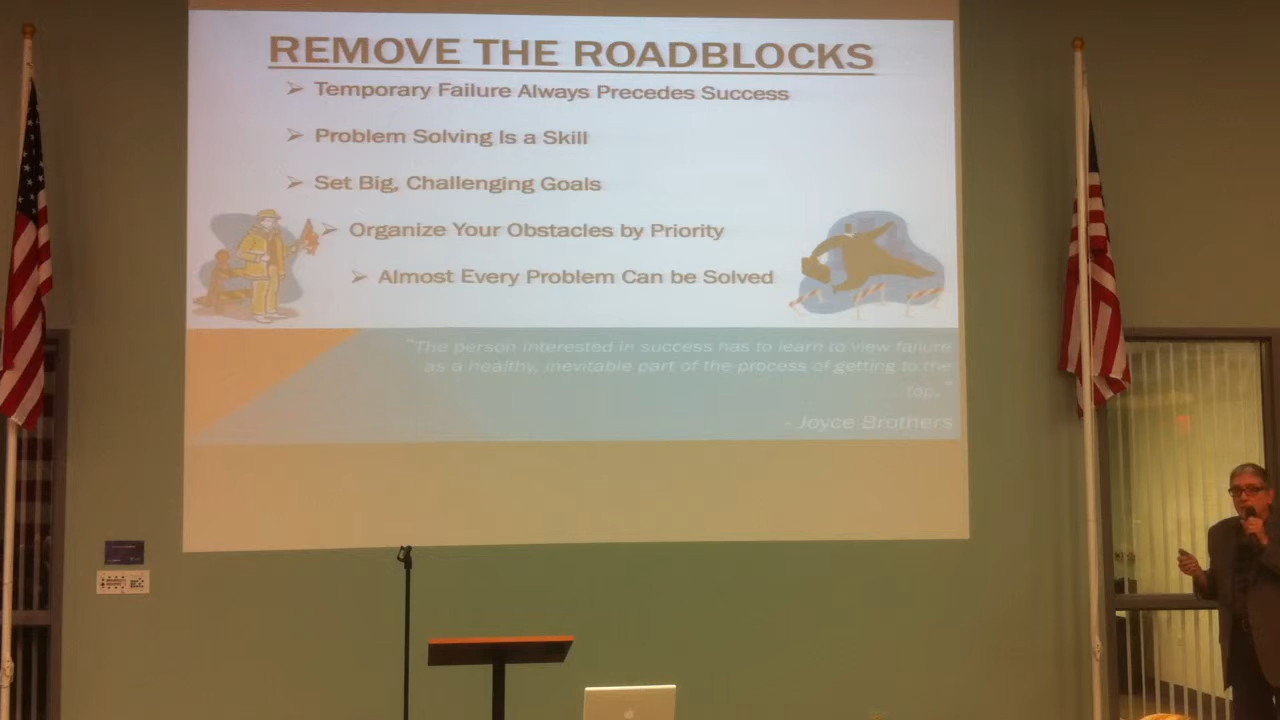 REMOVE THE ROADBLOCKS
➢ Temporary Failure Always Precedes Success
➢ Problem Solving Is a Skill
➢ Set Big, Challenging Goals
➢ Organize Your Obstacles by Priority
➢ Almost Every Problem Can be Solved
"The person interested in success has to learn to view failure
as a healthy, inevitable part of the process of getting to the
top."
- Joyce Brothers